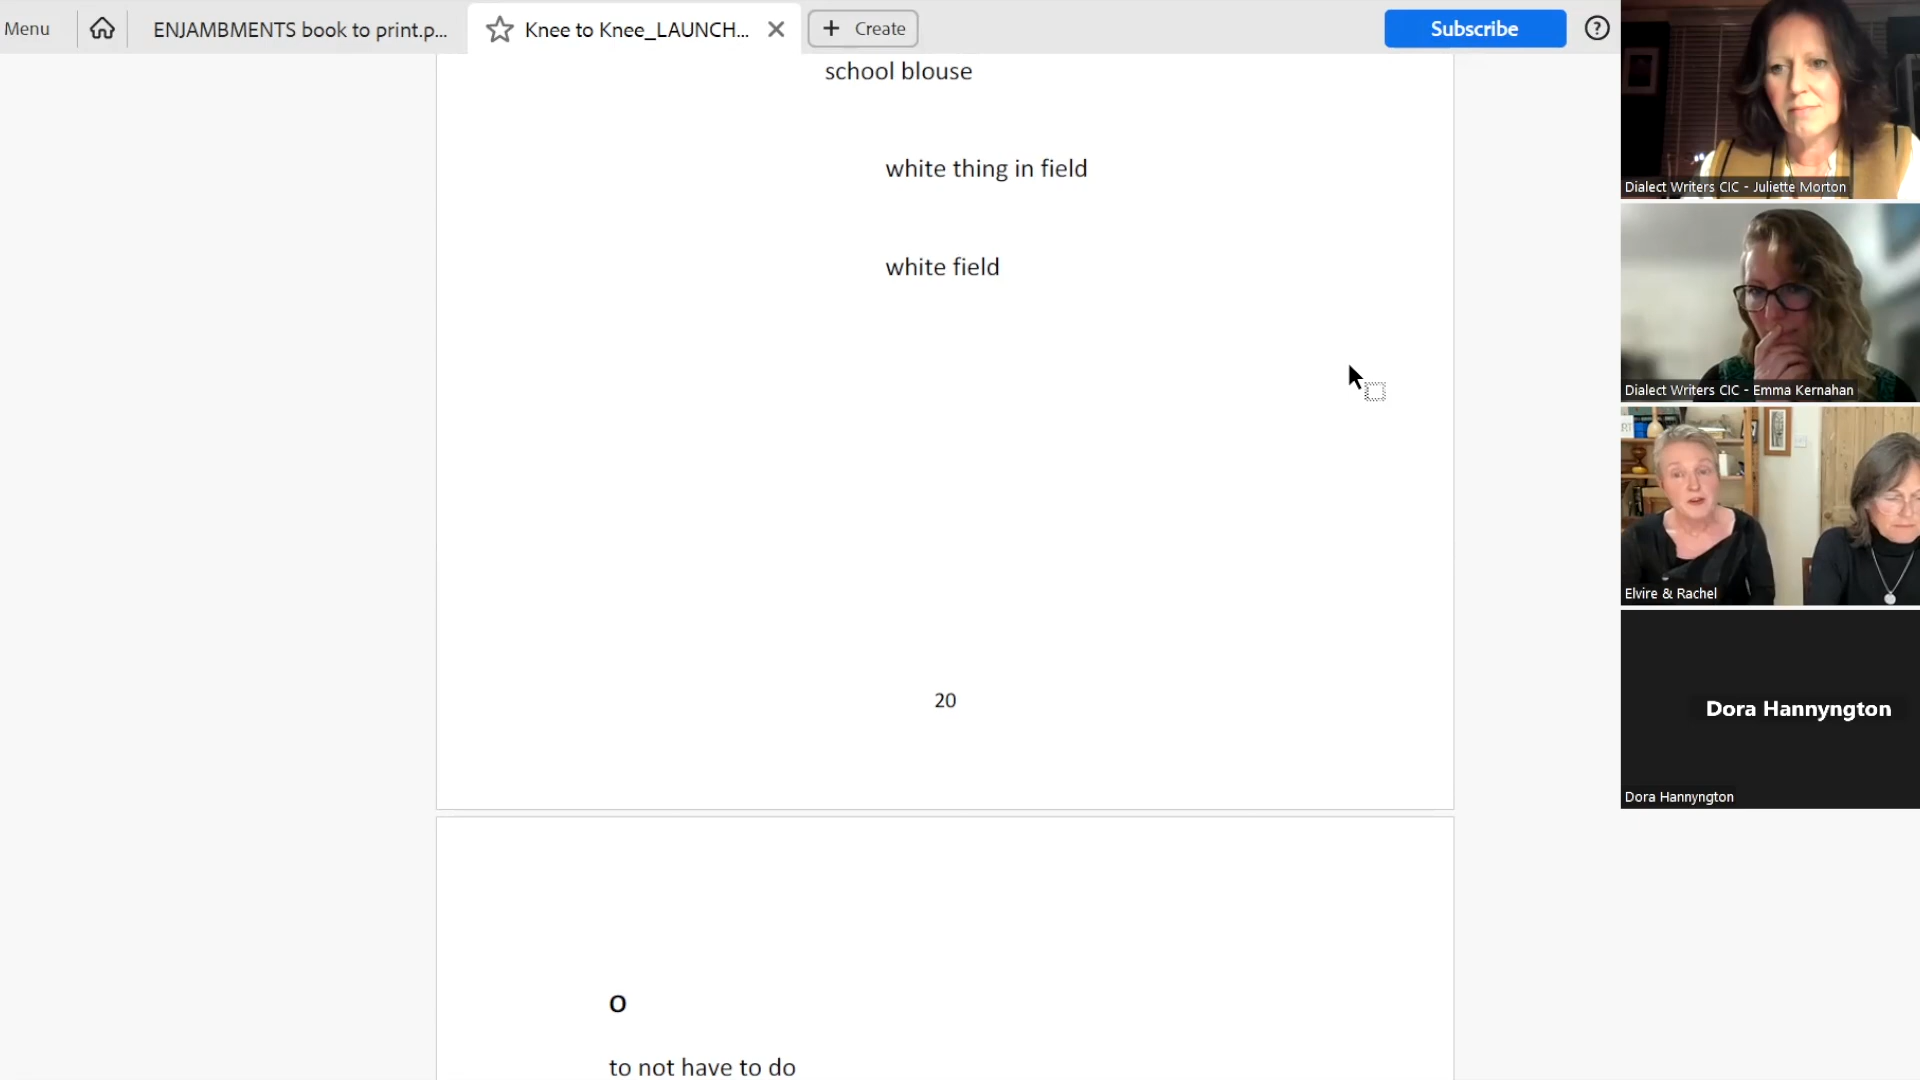 Menu
ENJAMBMENTS book to print.p...
Knee to Knee_LAUNCH...
Create
Subscribe
school blouse
white thing in field
white field
20
O
to not have to do
Dialect Writers CIC - Juliette Morton
Dialect Writers CIC - Emma Kernahan
Elvire & Rachel
Dora Hannyngton
Dora Hannyngton